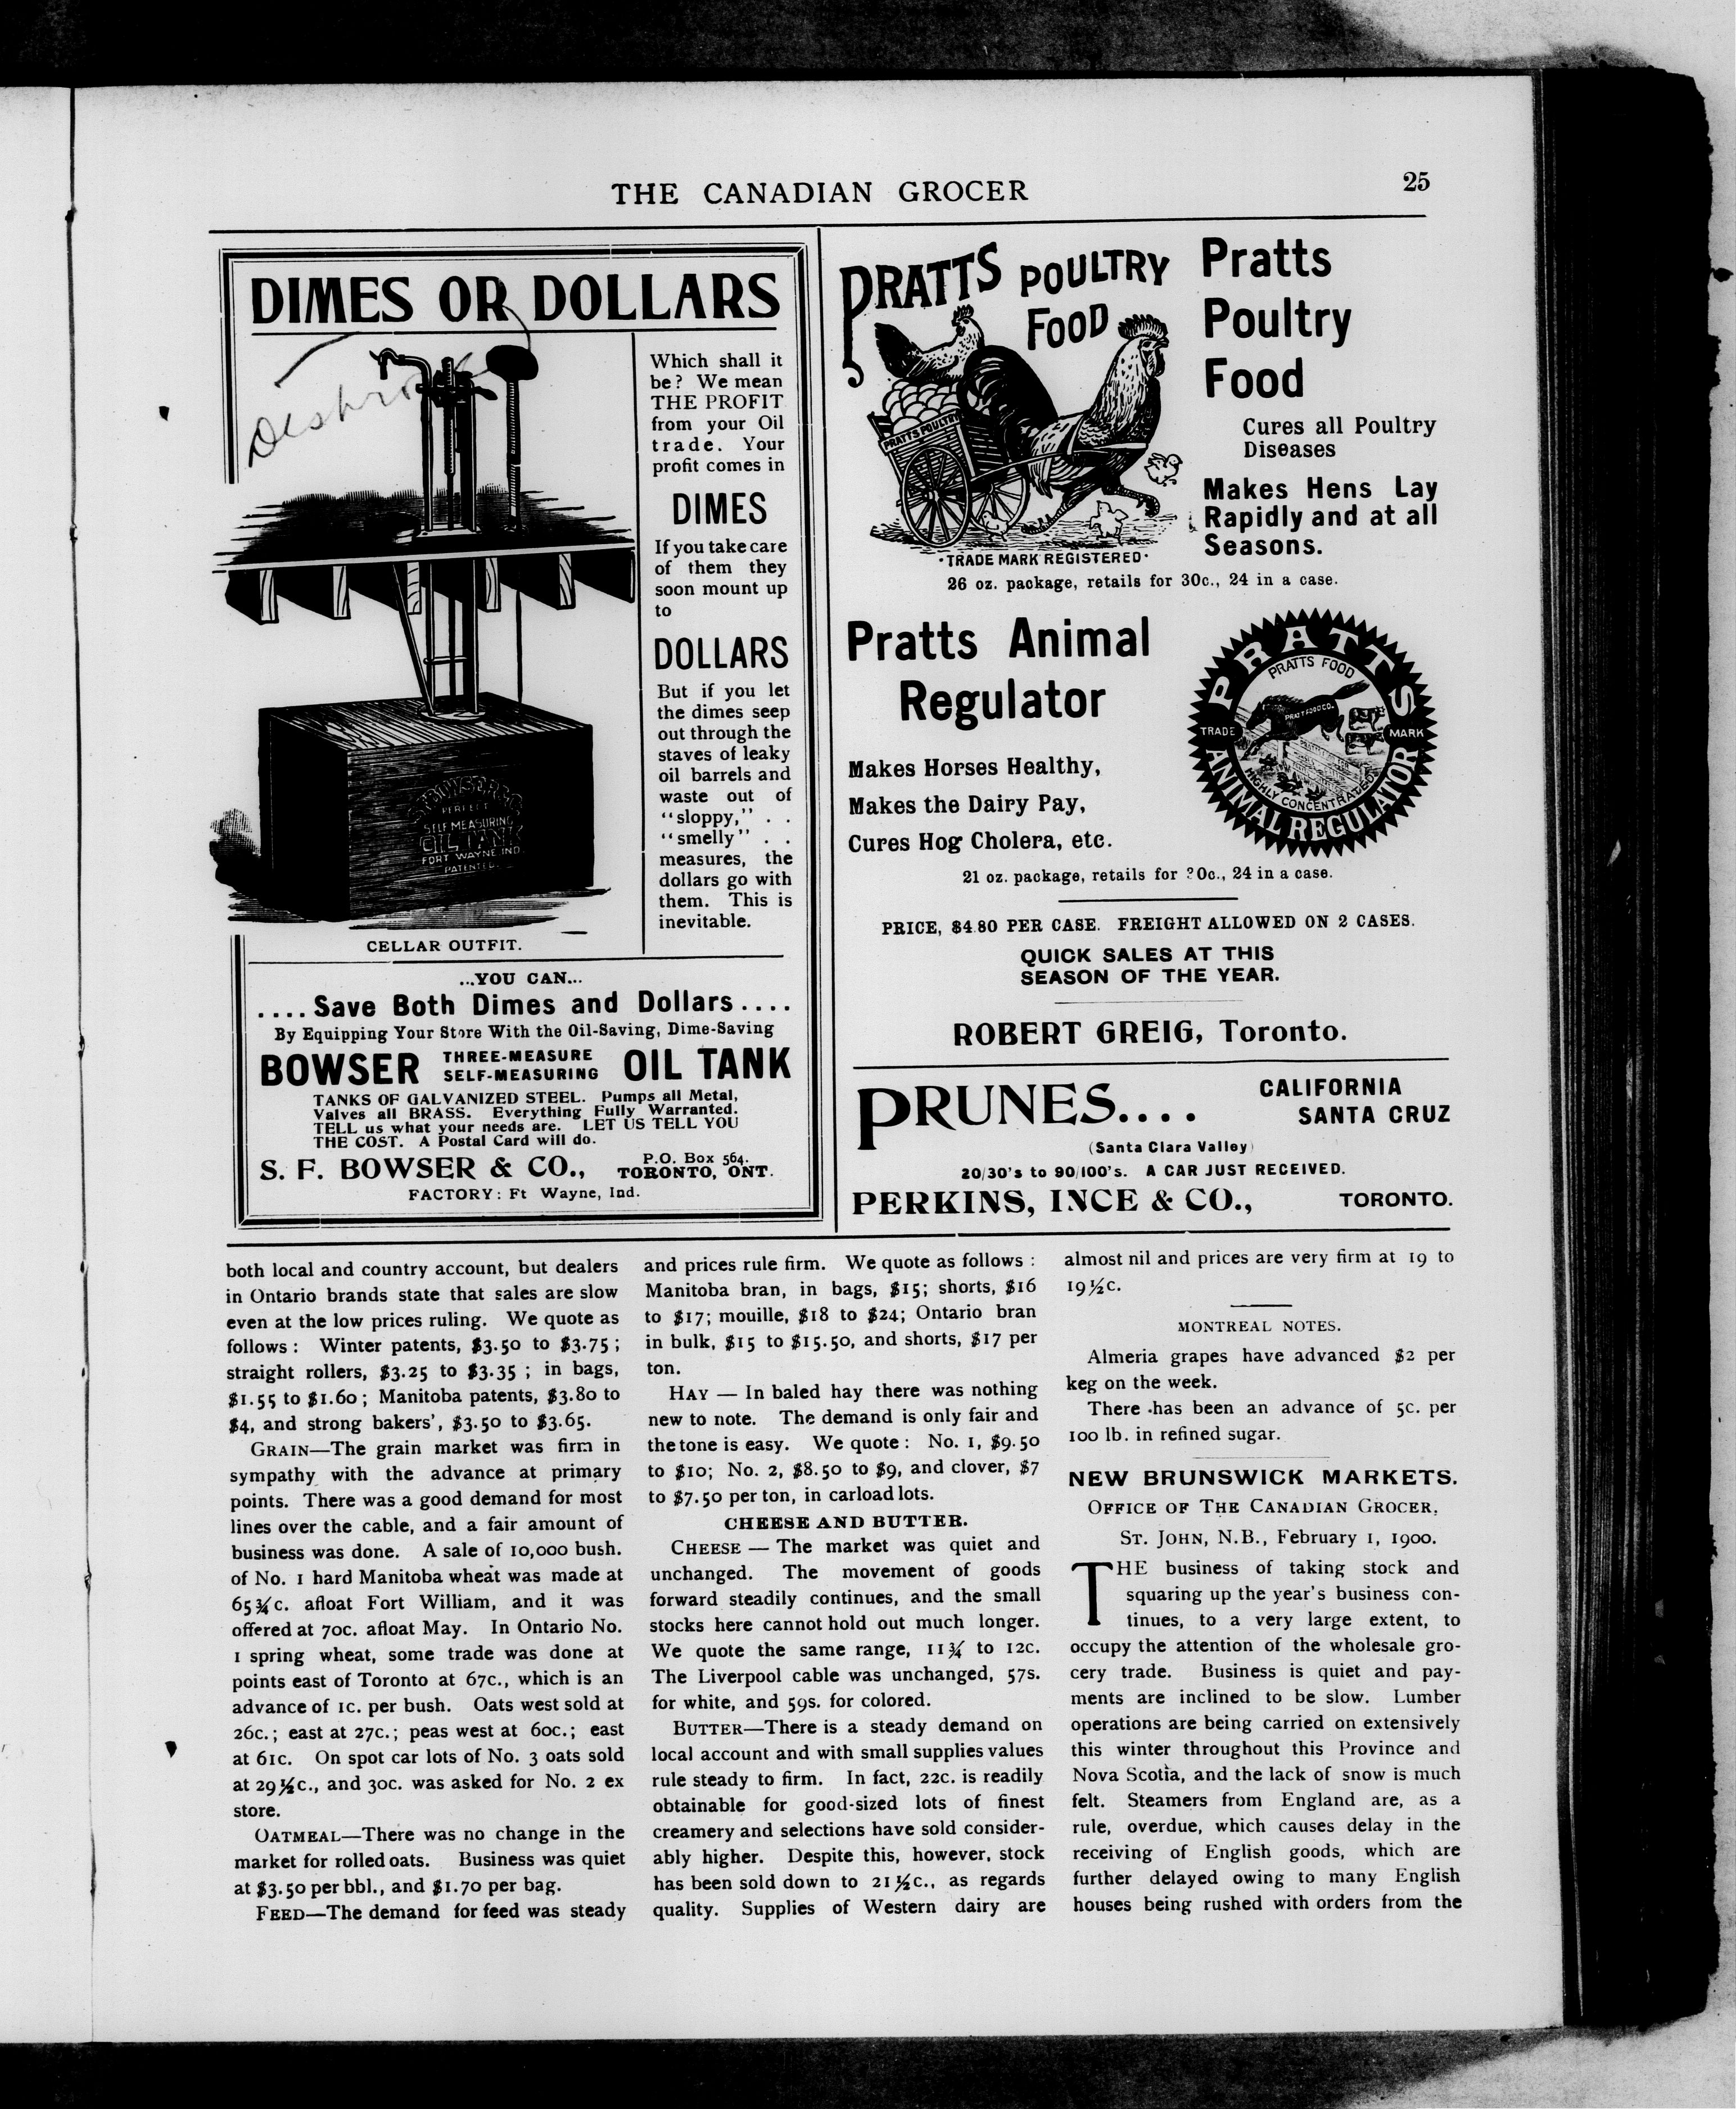 THE CANADIAN GROCER
25
DIMES OR DOLLARS
Which shall it
be? We mean
THE PROFIT
from your Oil
trade. Your
profit comes in
DIMES
If you take care
of them they
soon mount up
to
DOLLARS
But if you let
the dimes seep
out through the
staves of leaky
oil barrels and
waste out of
"sloppy," . .
"smelly" . .
measures, the
dollars go with
them. This is
inevitable.
PERFECT
SELF MEASURING
OIL TANK
FORT WAYNE IND.
PATENTED
CELLAR OUTFIT.
...YOU CAN...
....Save Both Dimes and Dollars....
By Equipping Your Store With the Oil-Saving, Dime-Saving
BOWSER THREE-MEASURE SELF-MEASURING OIL TANK
TANKS OF GALVANIZED STEEL. Pumps all Metal,
Valves all BRASS. Everything Fully Warranted.
TELL us what your needs are. LET US TELL YOU
THE COST. A Postal Card will do.
S. F. BOWSER & CO., P.O. Box 564. TORONTO, ONT.
FACTORY: Ft Wayne, Ind.
PRATTS POULTRY
FOOD
PRATTS POULTRY
·TRADE MARK REGISTERED·
Pratts
Poultry
Food
Cures all Poultry
Diseases
Makes Hens Lay
Rapidly and at all
Seasons.
26 oz. package, retails for 30c., 24 in a case.
Pratts Animal
Regulator
Makes Horses Healthy,
Makes the Dairy Pay,
Cures Hog Cholera, etc.
PRATTS
PRATTS FOOD
PRATT FOOD CO.
TRADE MARK
HIGHLY CONCENTRATED
ANIMAL REGULATOR
21 oz. package, retails for 30c., 24 in a case.
PRICE, $4.80 PER CASE. FREIGHT ALLOWED ON 2 CASES.
QUICK SALES AT THIS
SEASON OF THE YEAR.
ROBERT GREIG, Toronto.
PRUNES.... CALIFORNIA
SANTA CRUZ
(Santa Clara Valley)
20/30's to 90/100's. A CAR JUST RECEIVED.
PERKINS, INCE & CO., TORONTO.
both local and country account, but dealers
in Ontario brands state that sales are slow
even at the low prices ruling. We quote as
follows : Winter patents, $3.50 to $3.75 ;
straight rollers, $3.25 to $3.35 ; in bags,
$1.55 to $1.60 ; Manitoba patents, $3.80 to
$4, and strong bakers', $3.50 to $3.65.
GRAIN—The grain market was firm in
sympathy with the advance at primary
points. There was a good demand for most
lines over the cable, and a fair amount of
business was done. A sale of 10,000 bush.
of No. 1 hard Manitoba wheat was made at
65¾c. afloat Fort William, and it was
offered at 70c. afloat May. In Ontario No.
1 spring wheat, some trade was done at
points east of Toronto at 67c., which is an
advance of 1c. per bush. Oats west sold at
26c.; east at 27c.; peas west at 60c.; east
at 61c. On spot car lots of No. 3 oats sold
at 29½c., and 30c. was asked for No. 2 ex
store.
OATMEAL—There was no change in the
market for rolled oats. Business was quiet
at $3.50 per bbl., and $1.70 per bag.
FEED—The demand for feed was steady
and prices rule firm. We quote as follows :
Manitoba bran, in bags, $15; shorts, $16
to $17; mouille, $18 to $24; Ontario bran
in bulk, $15 to $15.50, and shorts, $17 per
ton.
HAY — In baled hay there was nothing
new to note. The demand is only fair and
the tone is easy. We quote : No. 1, $9.50
to $10; No. 2, $8.50 to $9, and clover, $7
to $7.50 per ton, in carload lots.
CHEESE AND BUTTER.
CHEESE — The market was quiet and
unchanged. The movement of goods
forward steadily continues, and the small
stocks here cannot hold out much longer.
We quote the same range, 11¾ to 12c.
The Liverpool cable was unchanged, 57s.
for white, and 59s. for colored.
BUTTER—There is a steady demand on
local account and with small supplies values
rule steady to firm. In fact, 22c. is readily
obtainable for good-sized lots of finest
creamery and selections have sold consider-
ably higher. Despite this, however, stock
has been sold down to 21½c., as regards
quality. Supplies of Western dairy are
almost nil and prices are very firm at 19 to
19½c.
MONTREAL NOTES.
Almeria grapes have advanced $2 per
keg on the week.
There has been an advance of 5c. per
100 lb. in refined sugar.
NEW BRUNSWICK MARKETS.
OFFICE OF THE CANADIAN GROCER,
ST. JOHN, N.B., February 1, 1900.
THE business of taking stock and
squaring up the year's business con-
tinues, to a very large extent, to
occupy the attention of the wholesale gro-
cery trade. Business is quiet and pay-
ments are inclined to be slow. Lumber
operations are being carried on extensively
this winter throughout this Province and
Nova Scotia, and the lack of snow is much
felt. Steamers from England are, as a
rule, overdue, which causes delay in the
receiving of English goods, which are
further delayed owing to many English
houses being rushed with orders from the